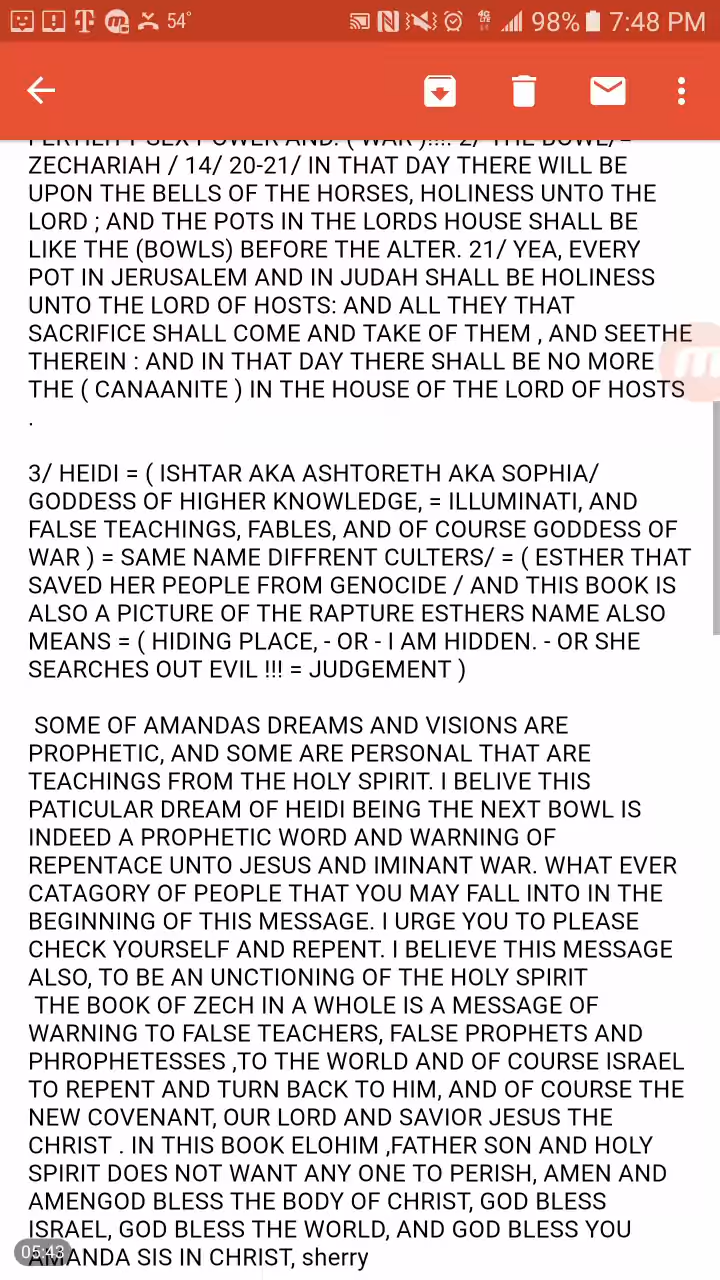 54°
4G LTE
98%
7:48 PM
FERTILITY SEX POWER AND. ( WAR )!!!! 2/ THE BOWL/=
ZECHARIAH / 14/ 20-21/ IN THAT DAY THERE WILL BE
UPON THE BELLS OF THE HORSES, HOLINESS UNTO THE
LORD ; AND THE POTS IN THE LORDS HOUSE SHALL BE
LIKE THE (BOWLS) BEFORE THE ALTER. 21/ YEA, EVERY
POT IN JERUSALEM AND IN JUDAH SHALL BE HOLINESS
UNTO THE LORD OF HOSTS: AND ALL THEY THAT
SACRIFICE SHALL COME AND TAKE OF THEM , AND SEETHE
THEREIN : AND IN THAT DAY THERE SHALL BE NO MORE
THE ( CANAANITE ) IN THE HOUSE OF THE LORD OF HOSTS
.
3/ HEIDI = ( ISHTAR AKA ASHTORETH AKA SOPHIA/
GODDESS OF HIGHER KNOWLEDGE, = ILLUMINATI, AND
FALSE TEACHINGS, FABLES, AND OF COURSE GODDESS OF
WAR ) = SAME NAME DIFFRENT CULTERS/ = ( ESTHER THAT
SAVED HER PEOPLE FROM GENOCIDE / AND THIS BOOK IS
ALSO A PICTURE OF THE RAPTURE ESTHERS NAME ALSO
MEANS = ( HIDING PLACE, - OR - I AM HIDDEN. - OR SHE
SEARCHES OUT EVIL !!! = JUDGEMENT )
SOME OF AMANDAS DREAMS AND VISIONS ARE
PROPHETIC, AND SOME ARE PERSONAL THAT ARE
TEACHINGS FROM THE HOLY SPIRIT. I BELIVE THIS
PATICULAR DREAM OF HEIDI BEING THE NEXT BOWL IS
INDEED A PROPHETIC WORD AND WARNING OF
REPENTACE UNTO JESUS AND IMINANT WAR. WHAT EVER
CATAGORY OF PEOPLE THAT YOU MAY FALL INTO IN THE
BEGINNING OF THIS MESSAGE. I URGE YOU TO PLEASE
CHECK YOURSELF AND REPENT. I BELIEVE THIS MESSAGE
ALSO, TO BE AN UNCTIONING OF THE HOLY SPIRIT
THE BOOK OF ZECH IN A WHOLE IS A MESSAGE OF
WARNING TO FALSE TEACHERS, FALSE PROPHETS AND
PHROPHETESSES ,TO THE WORLD AND OF COURSE ISRAEL
TO REPENT AND TURN BACK TO HIM, AND OF COURSE THE
NEW COVENANT, OUR LORD AND SAVIOR JESUS THE
CHRIST . IN THIS BOOK ELOHIM ,FATHER SON AND HOLY
SPIRIT DOES NOT WANT ANY ONE TO PERISH, AMEN AND
AMENGOD BLESS THE BODY OF CHRIST, GOD BLESS
ISRAEL, GOD BLESS THE WORLD, AND GOD BLESS YOU
AMANDA SIS IN CHRIST, sherry
05:43